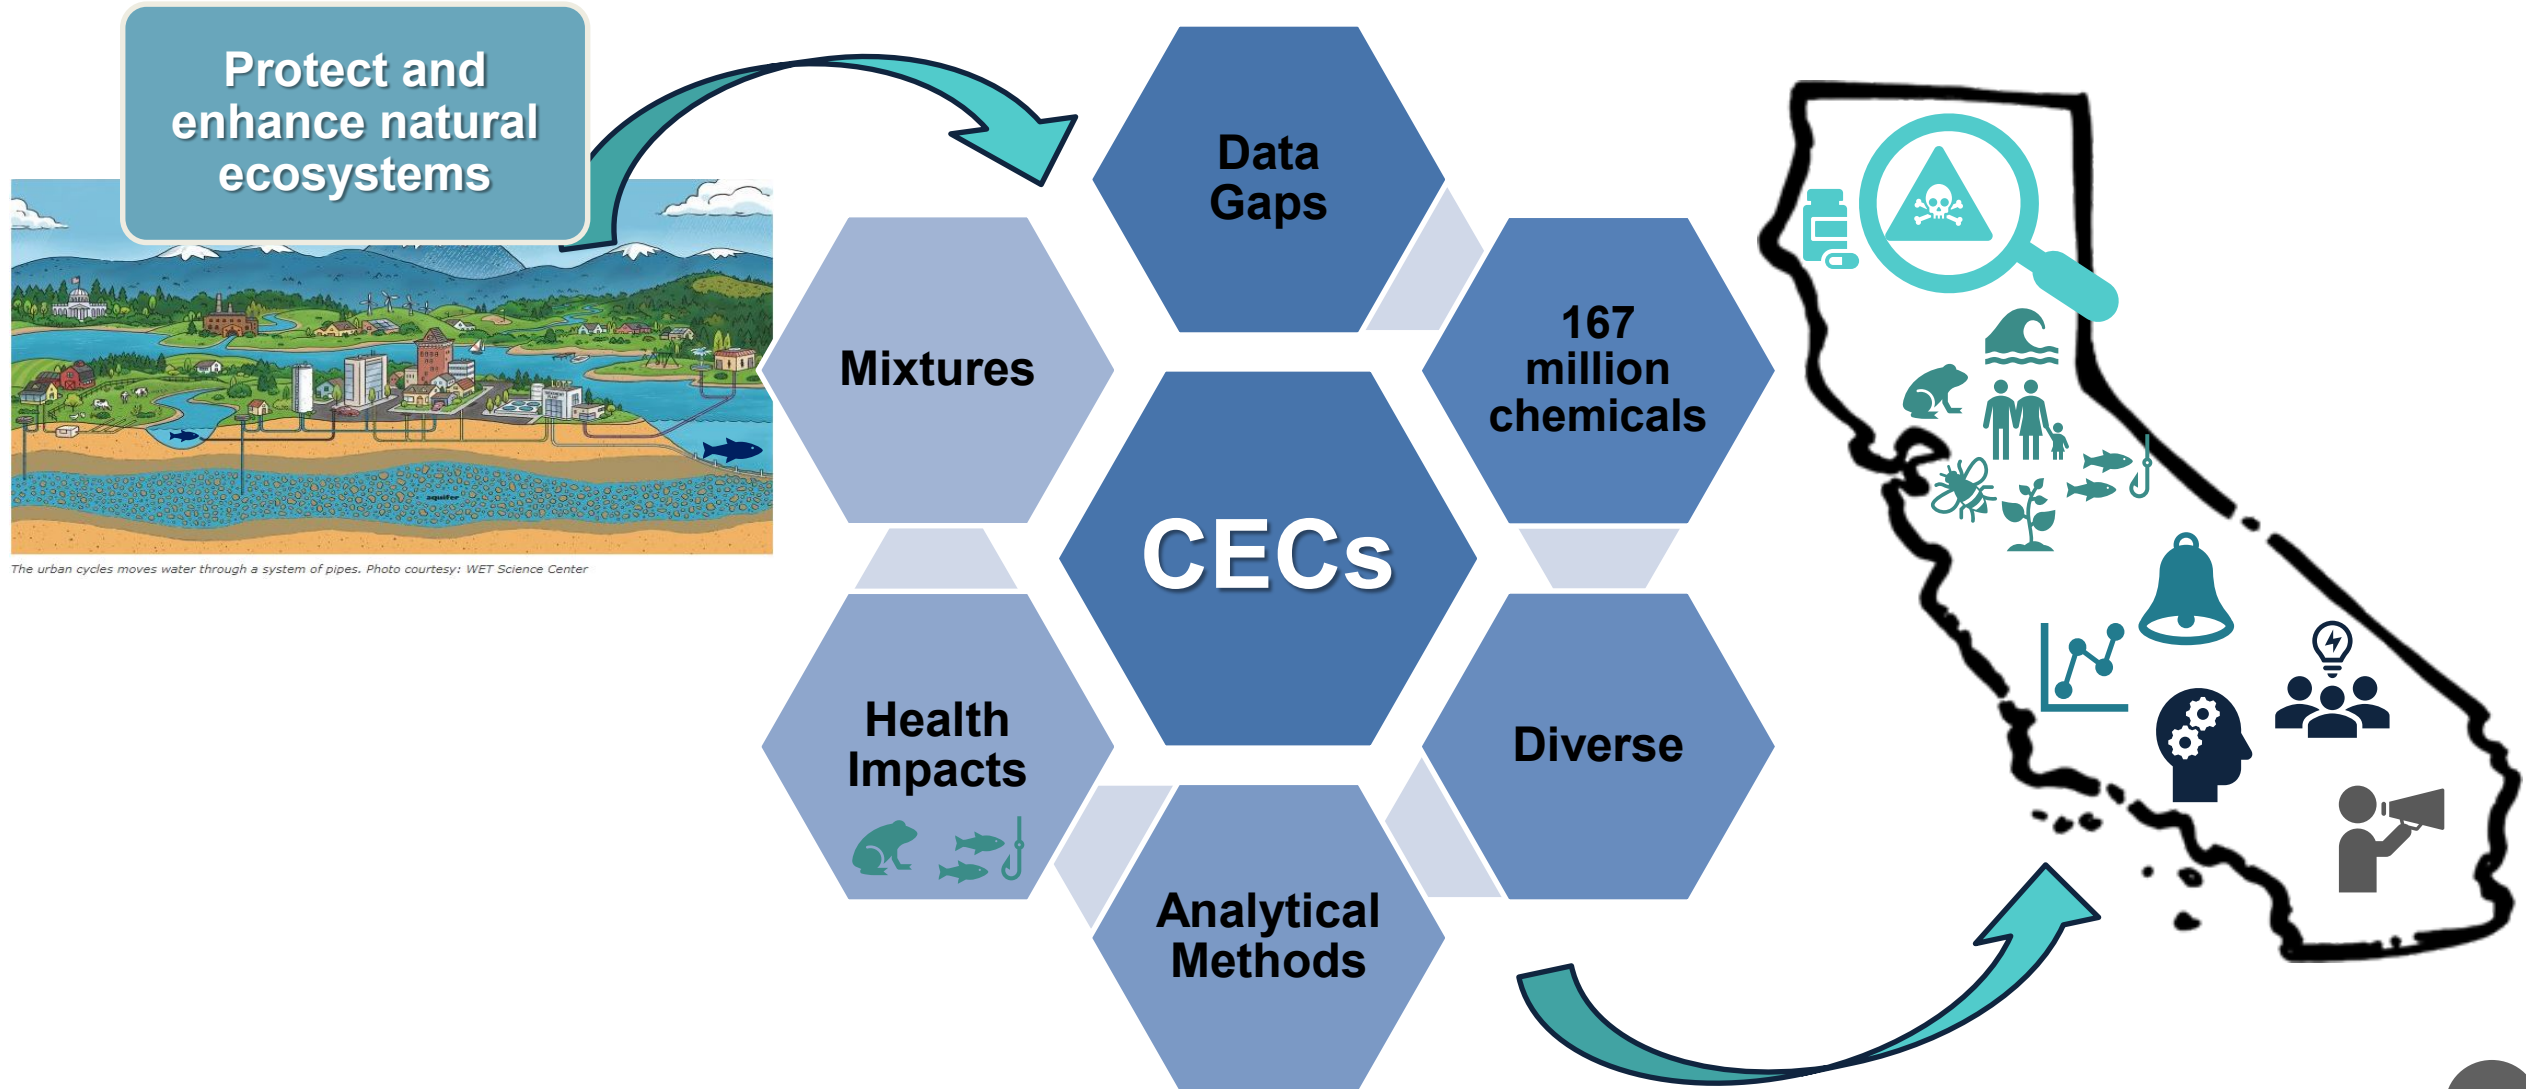 Protect and
enhance natural
ecosystems
aquifer
The urban cycles moves water through a system of pipes. Photo courtesy: WET Science Center
Data
Gaps
167
million
chemicals
Diverse
Analytical
Methods
Health
Impacts
Mixtures
CECs